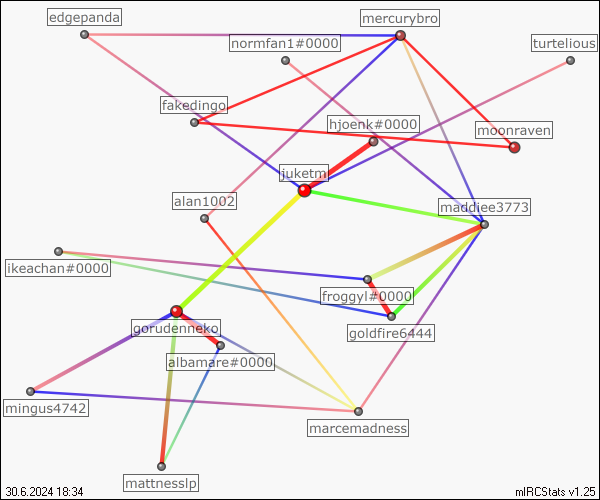 edgepanda
mercurybro
normfan1#0000
turtelious
fakedingo
hjoenk#0000
moonraven
juketm
alan1002
maddiee3773
ikeachan#0000
froggyl#0000
gorudenneko
goldfire6444
albamare#0000
mingus4742
marcemadness
mattnesslp
30.6.2024 18:34
mIRCStats v1.25